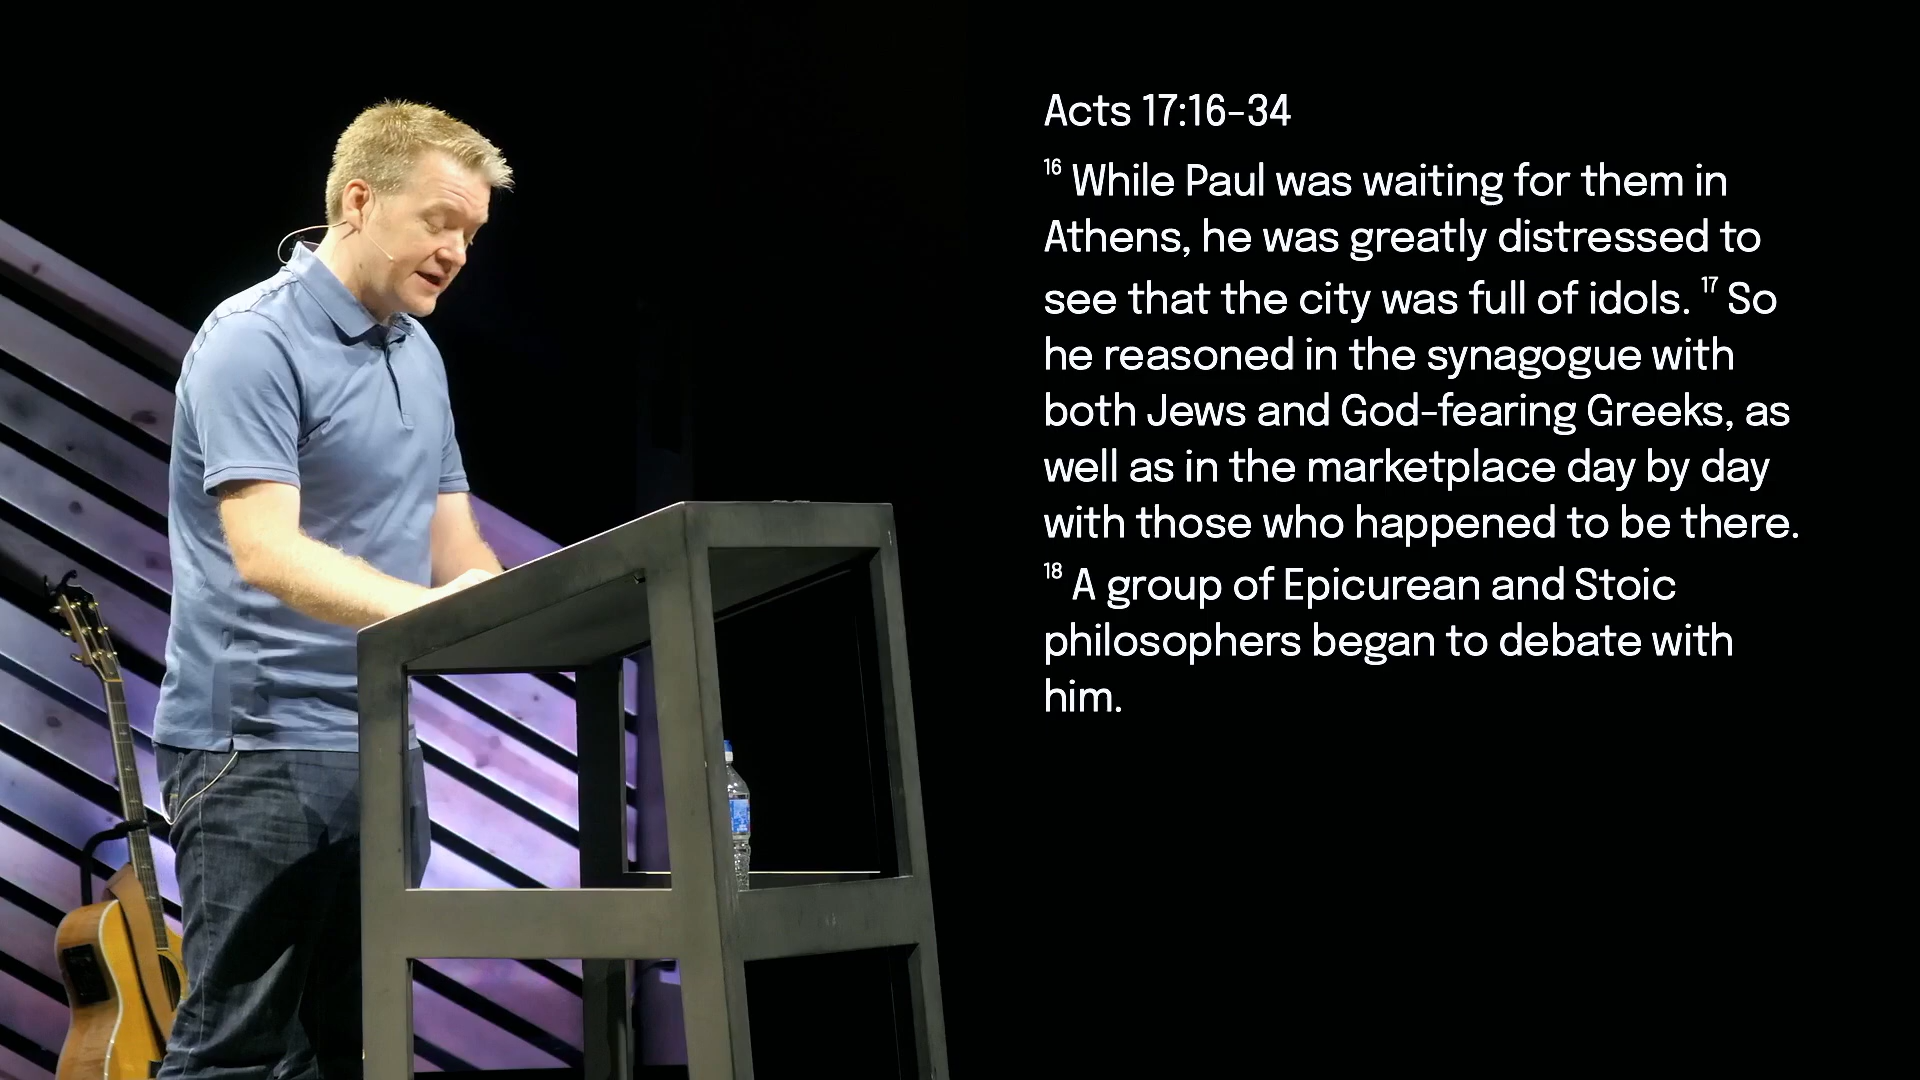 Acts 17:16-34
16 While Paul was waiting for them in
Athens, he was greatly distressed to
see that the city was full of idols. 17 So
he reasoned in the synagogue with
both Jews and God-fearing Greeks, as
well as in the marketplace day by day
with those who happened to be there.
18 A group of Epicurean and Stoic
philosophers began to debate with
him.